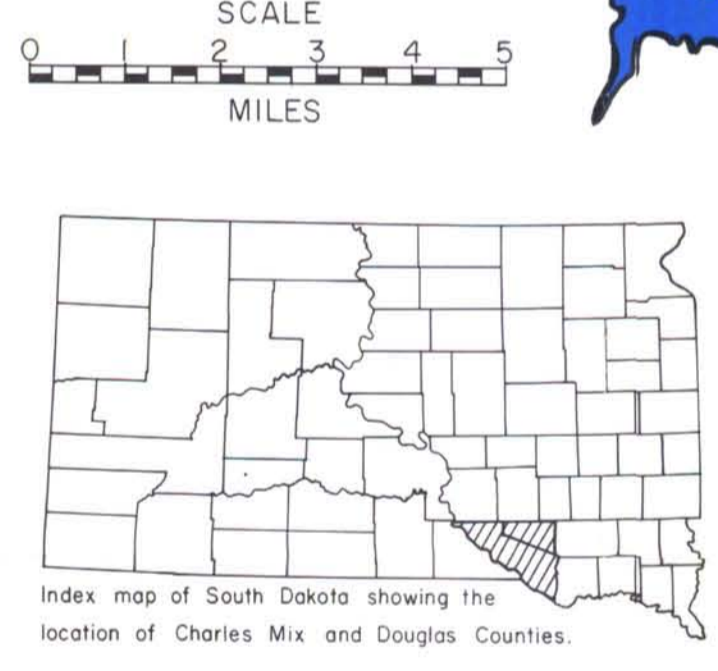 SCALE
0 1 2 3 4 5
MILES
Index map of South Dakota showing the
location of Charles Mix and Douglas Counties.